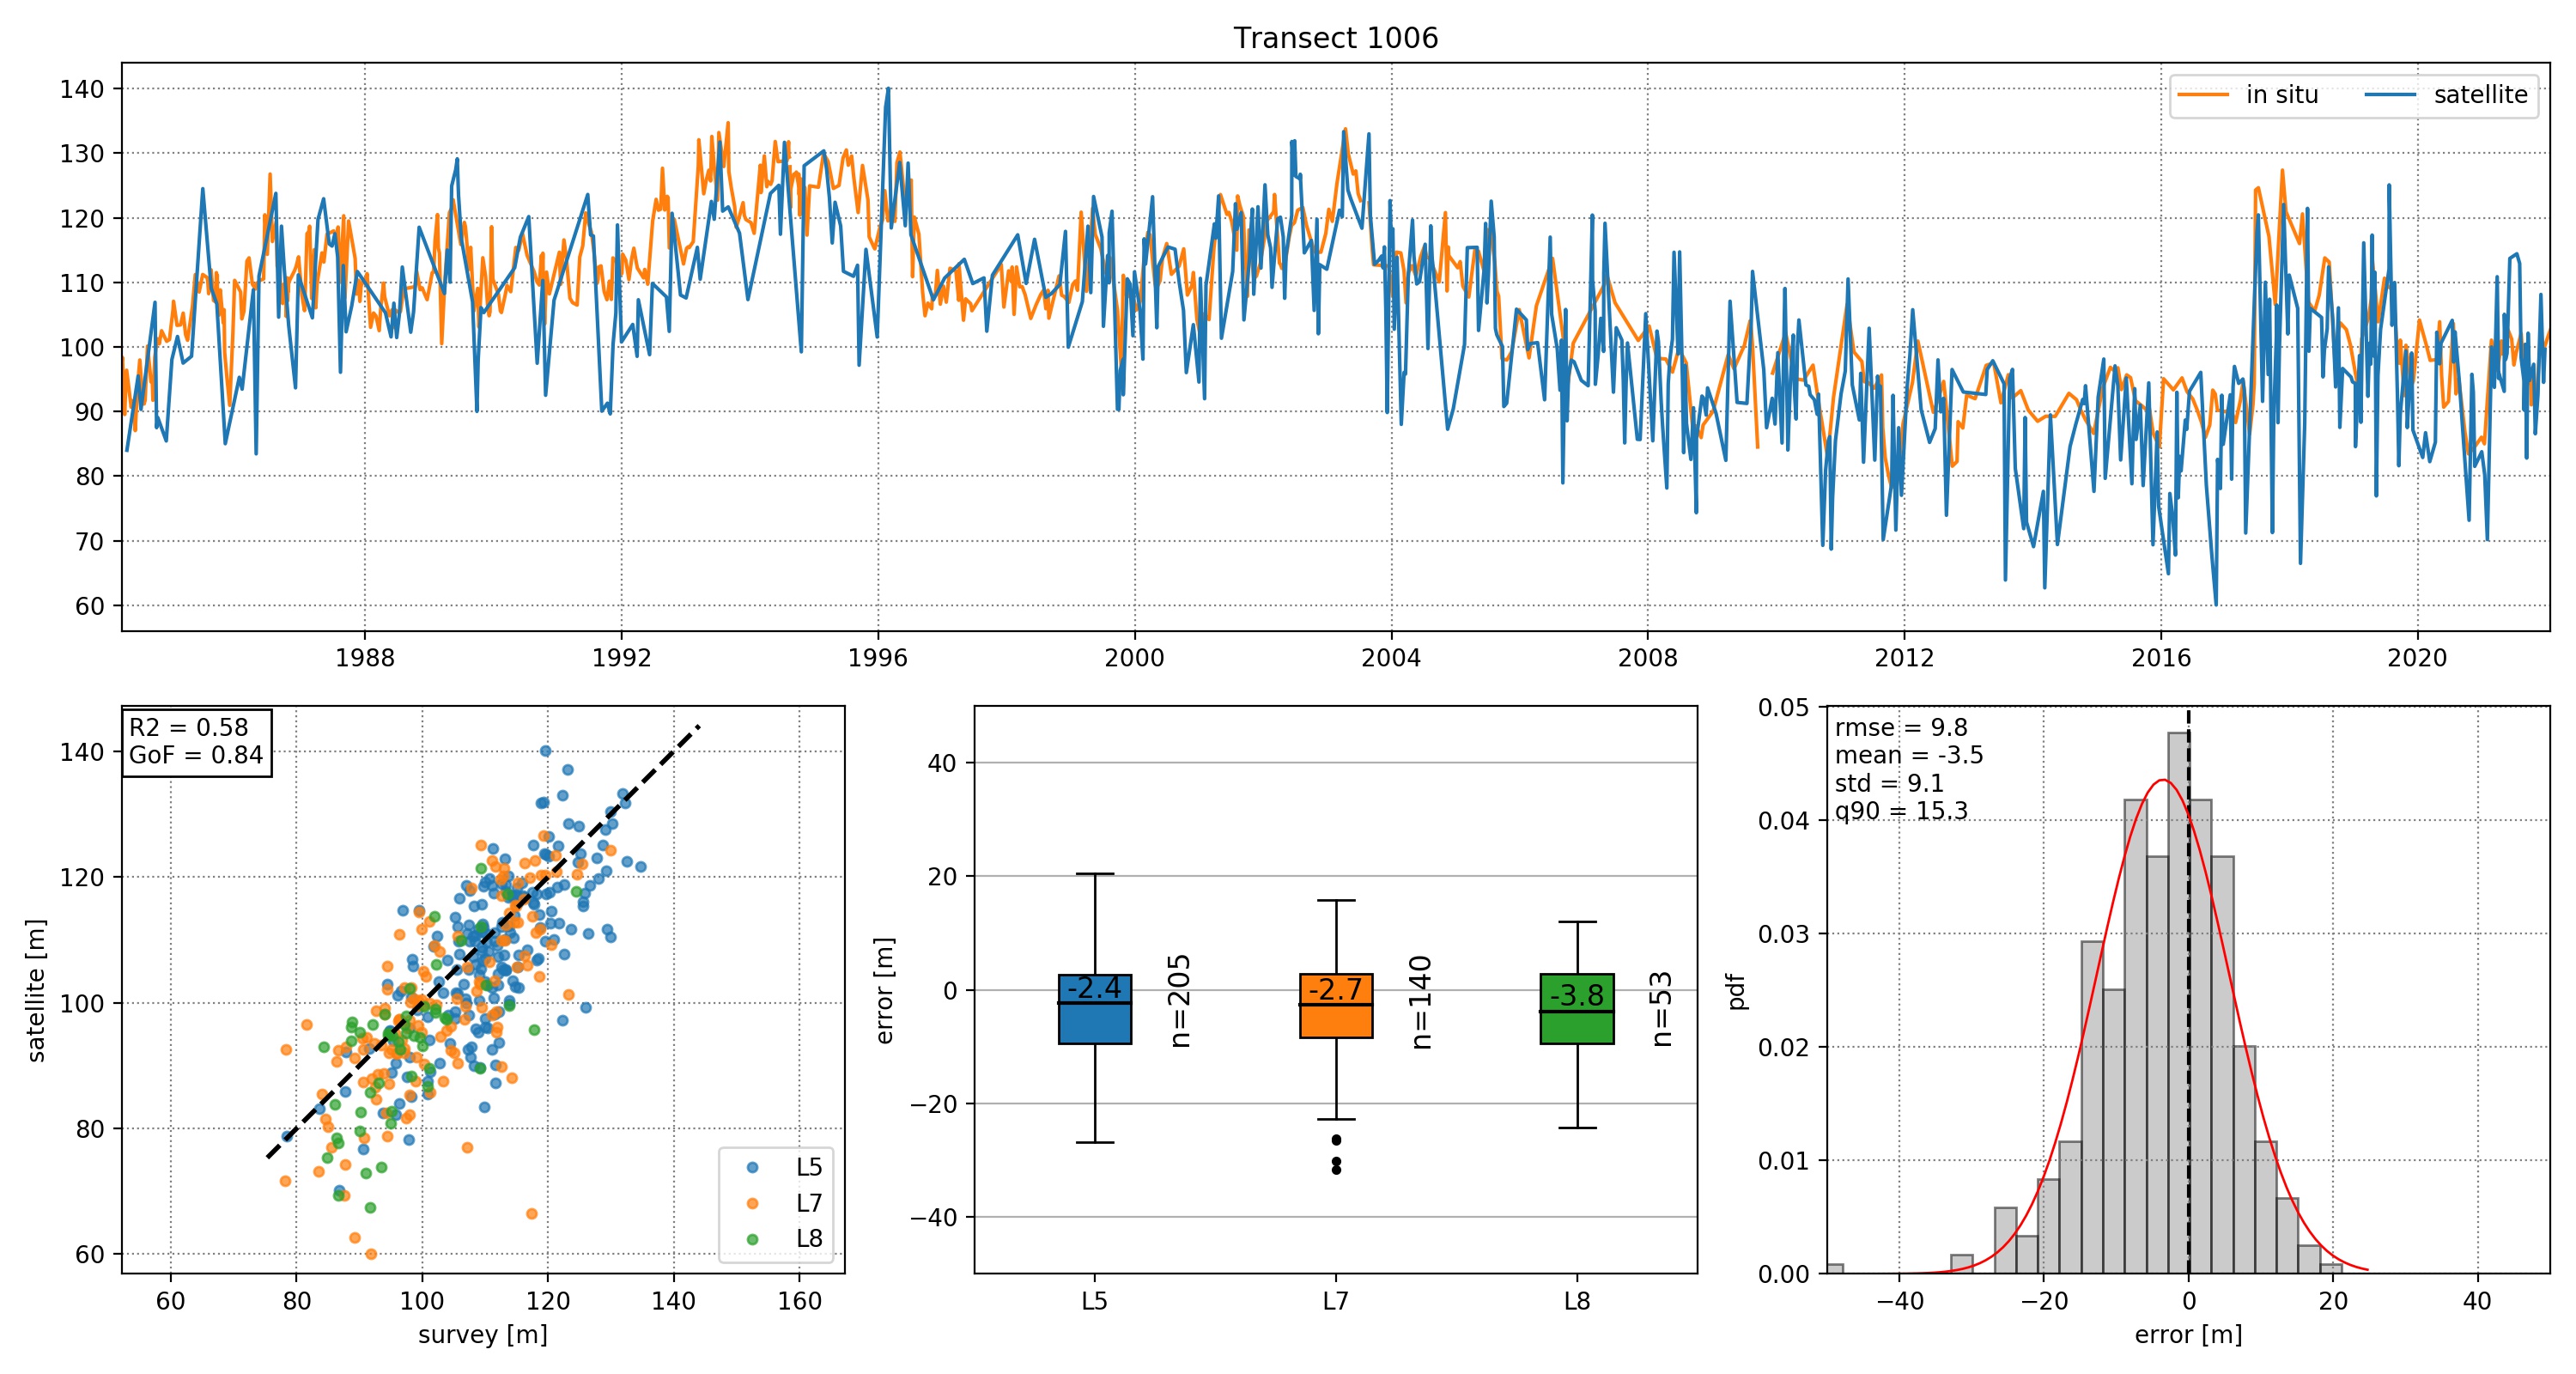 Transect 1006
140
130
120
110
100
90
80
70
60
in situ
satellite
1988
1992
1996
2000
2004
2008
2012
2016
2020
R2 = 0.58
GoF = 0.84
satellite [m]
140
120
100
80
60
L5
L7
L8
60
80
100
120
140
160
survey [m]
error [m]
40
20
0
−20
−40
-2.4
n=205
-2.7
n=140
-3.8
n=53
L5
L7
L8
pdf
0.05
0.04
0.03
0.02
0.01
0.00
rmse = 9.8
mean = -3.5
std = 9.1
q90 = 15.3
−40
−20
0
20
40
error [m]